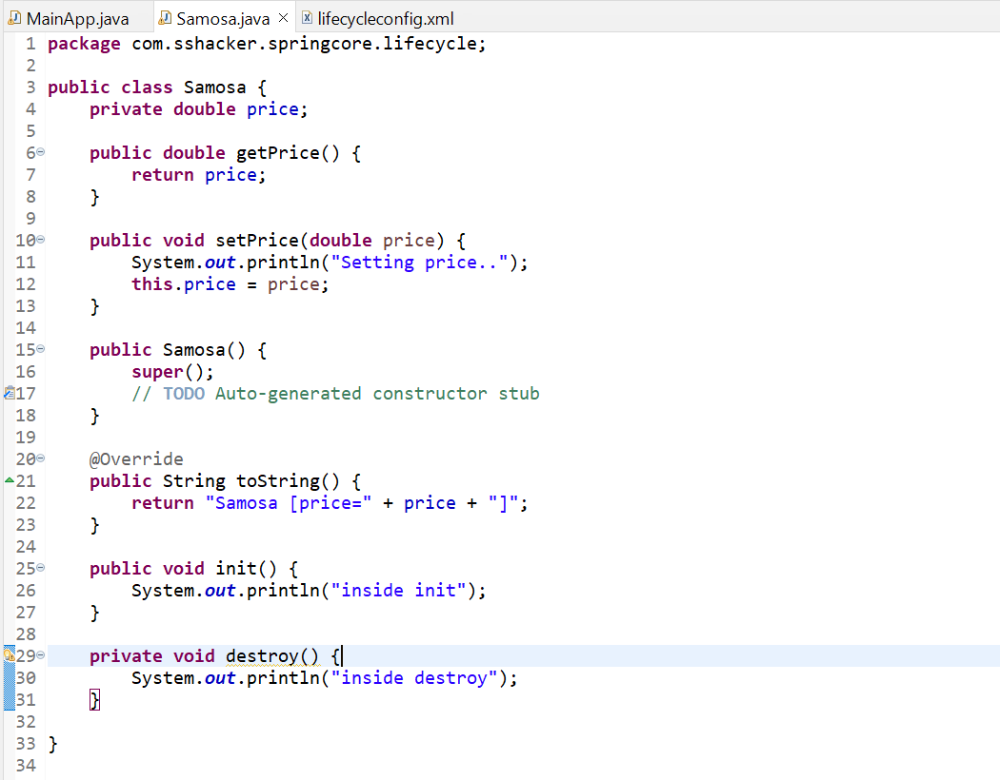 MainApp.java Samosa.java lifecycleconfig.xml
1 package com.sshacker.springcore.lifecycle;
2
3 public class Samosa {
4     private double price;
5
6     public double getPrice() {
7         return price;
8     }
9
10     public void setPrice(double price) {
11         System.out.println("Setting price..");
12         this.price = price;
13     }
14
15     public Samosa() {
16         super();
17         // TODO Auto-generated constructor stub
18     }
19
20     @Override
21     public String toString() {
22         return "Samosa [price=" + price + "]";
23     }
24
25     public void init() {
26         System.out.println("inside init");
27     }
28
29     private void destroy() {
30         System.out.println("inside destroy");
31     }
32
33 }
34